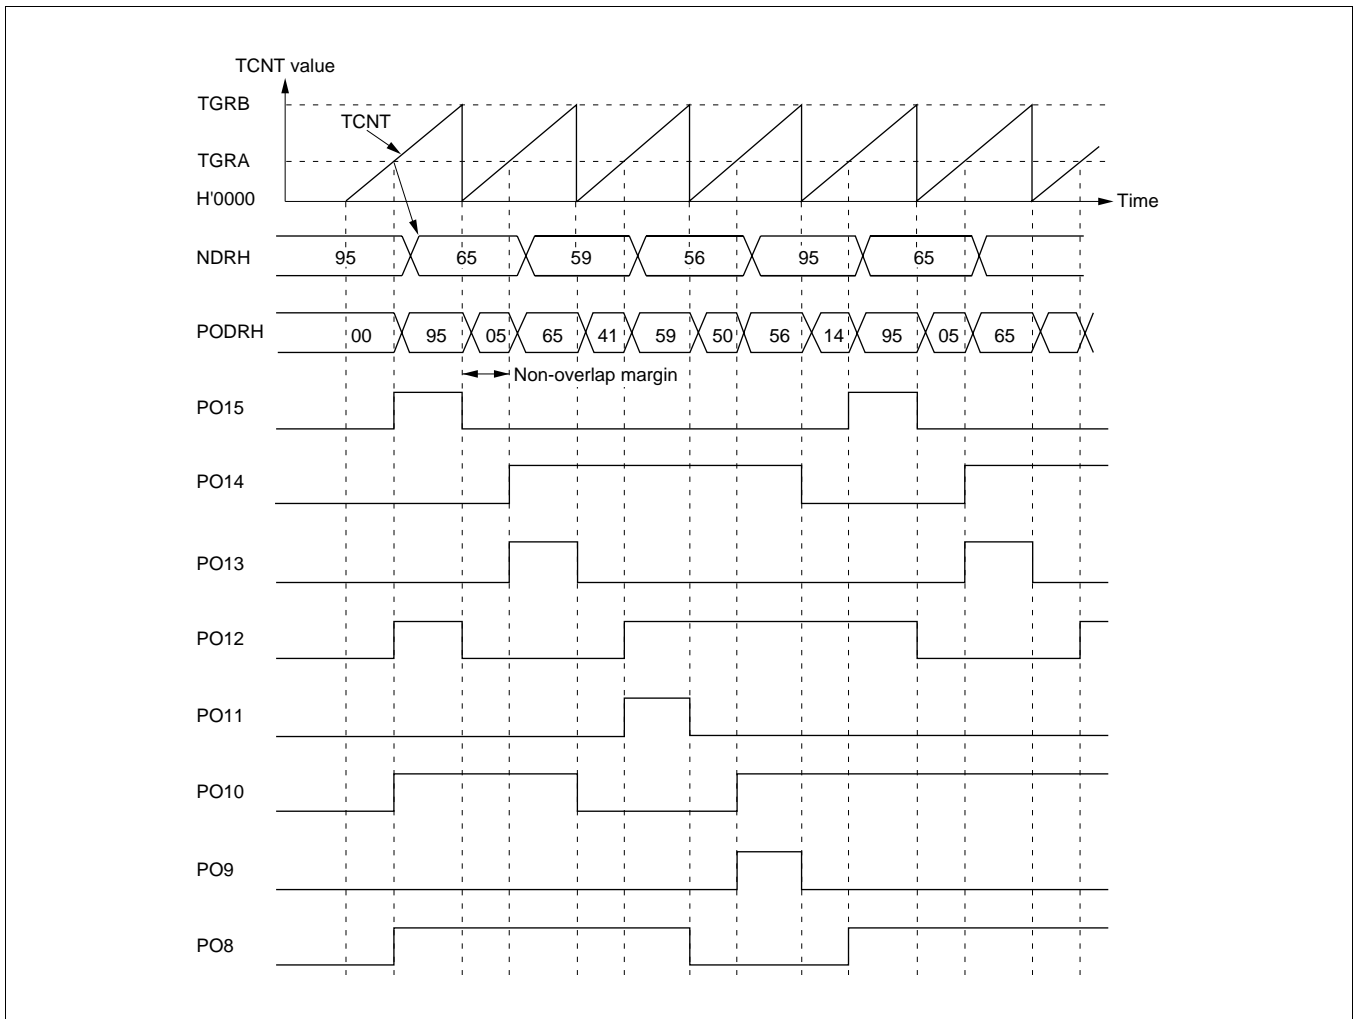 TCNT value
TGRB
TCNT
TGRA
H'0000
Time
NDRH 95 65 59 56 95 65
PODRH 00 95 05 65 41 59 50 56 14 95 05 65
Non-overlap margin
PO15
PO14
PO13
PO12
PO11
PO10
PO9
PO8